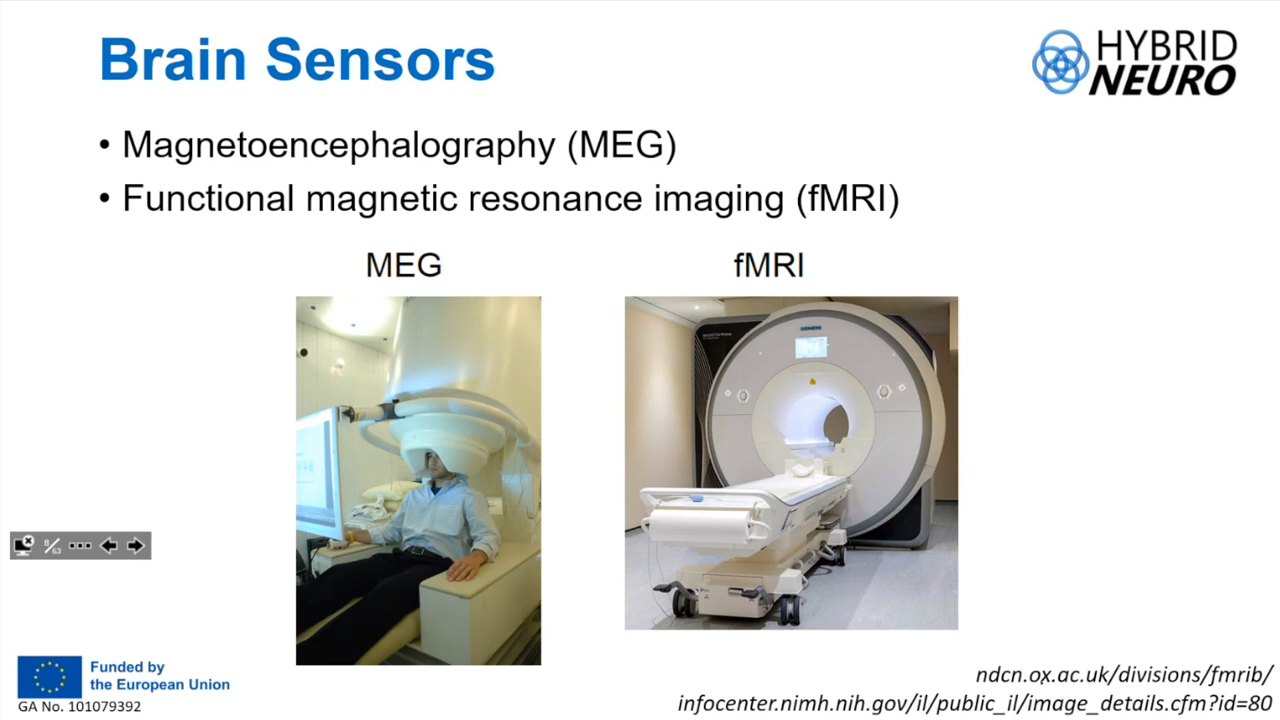 Brain Sensors
HYBRID
NEURO
• Magnetoencephalography (MEG)
• Functional magnetic resonance imaging (fMRI)
MEG
fMRI
SIEMENS
8/63
Funded by
the European Union
GA No. 101079392
ndcn.ox.ac.uk/divisions/fmrib/
infocenter.nimh.nih.gov/il/public_il/image_details.cfm?id=80